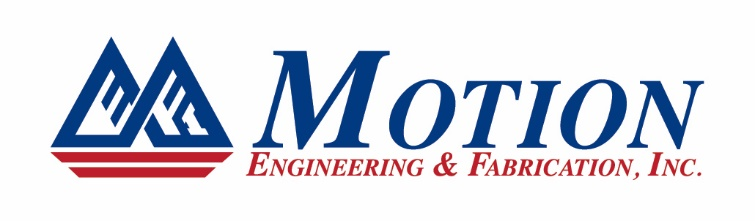 MOTION
ENGINEERING & FABRICATION, INC.